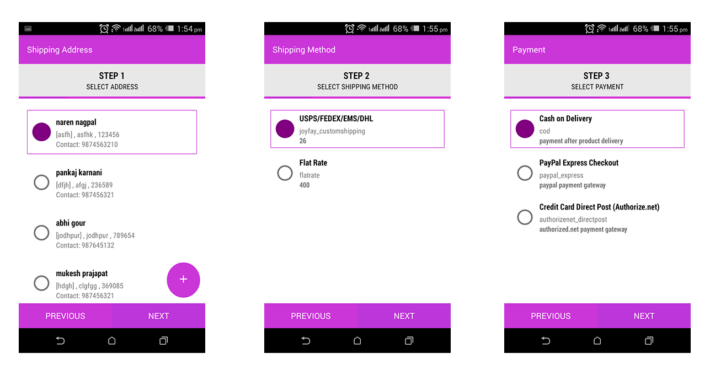 68% 1:54 pm
Shipping Address
STEP 1
SELECT ADDRESS
naren nagpal
[asfh] , asfhk , 123456
Contact: 9874563210
pankaj karnani
[dfjh] , afgj , 236589
Contact: 987456321
abhi gour
[jodhpur] , jodhpur , 789654
Contact: 987645132
mukesh prajapat
[hdgh] , clgfgg , 369085
Contact: 987456321
+
PREVIOUS NEXT
68% 1:55 pm
Shipping Method
STEP 2
SELECT SHIPPING METHOD
USPS/FEDEX/EMS/DHL
joyfay_customshipping
26
Flat Rate
flatrate
400
PREVIOUS NEXT
68% 1:55 pm
Payment
STEP 3
SELECT PAYMENT
Cash on Delivery
cod
payment after product delivery
PayPal Express Checkout
paypal_express
paypal payment gateway
Credit Card Direct Post (Authorize.net)
authorizenet_directpost
authorized.net payment gateway
PREVIOUS NEXT